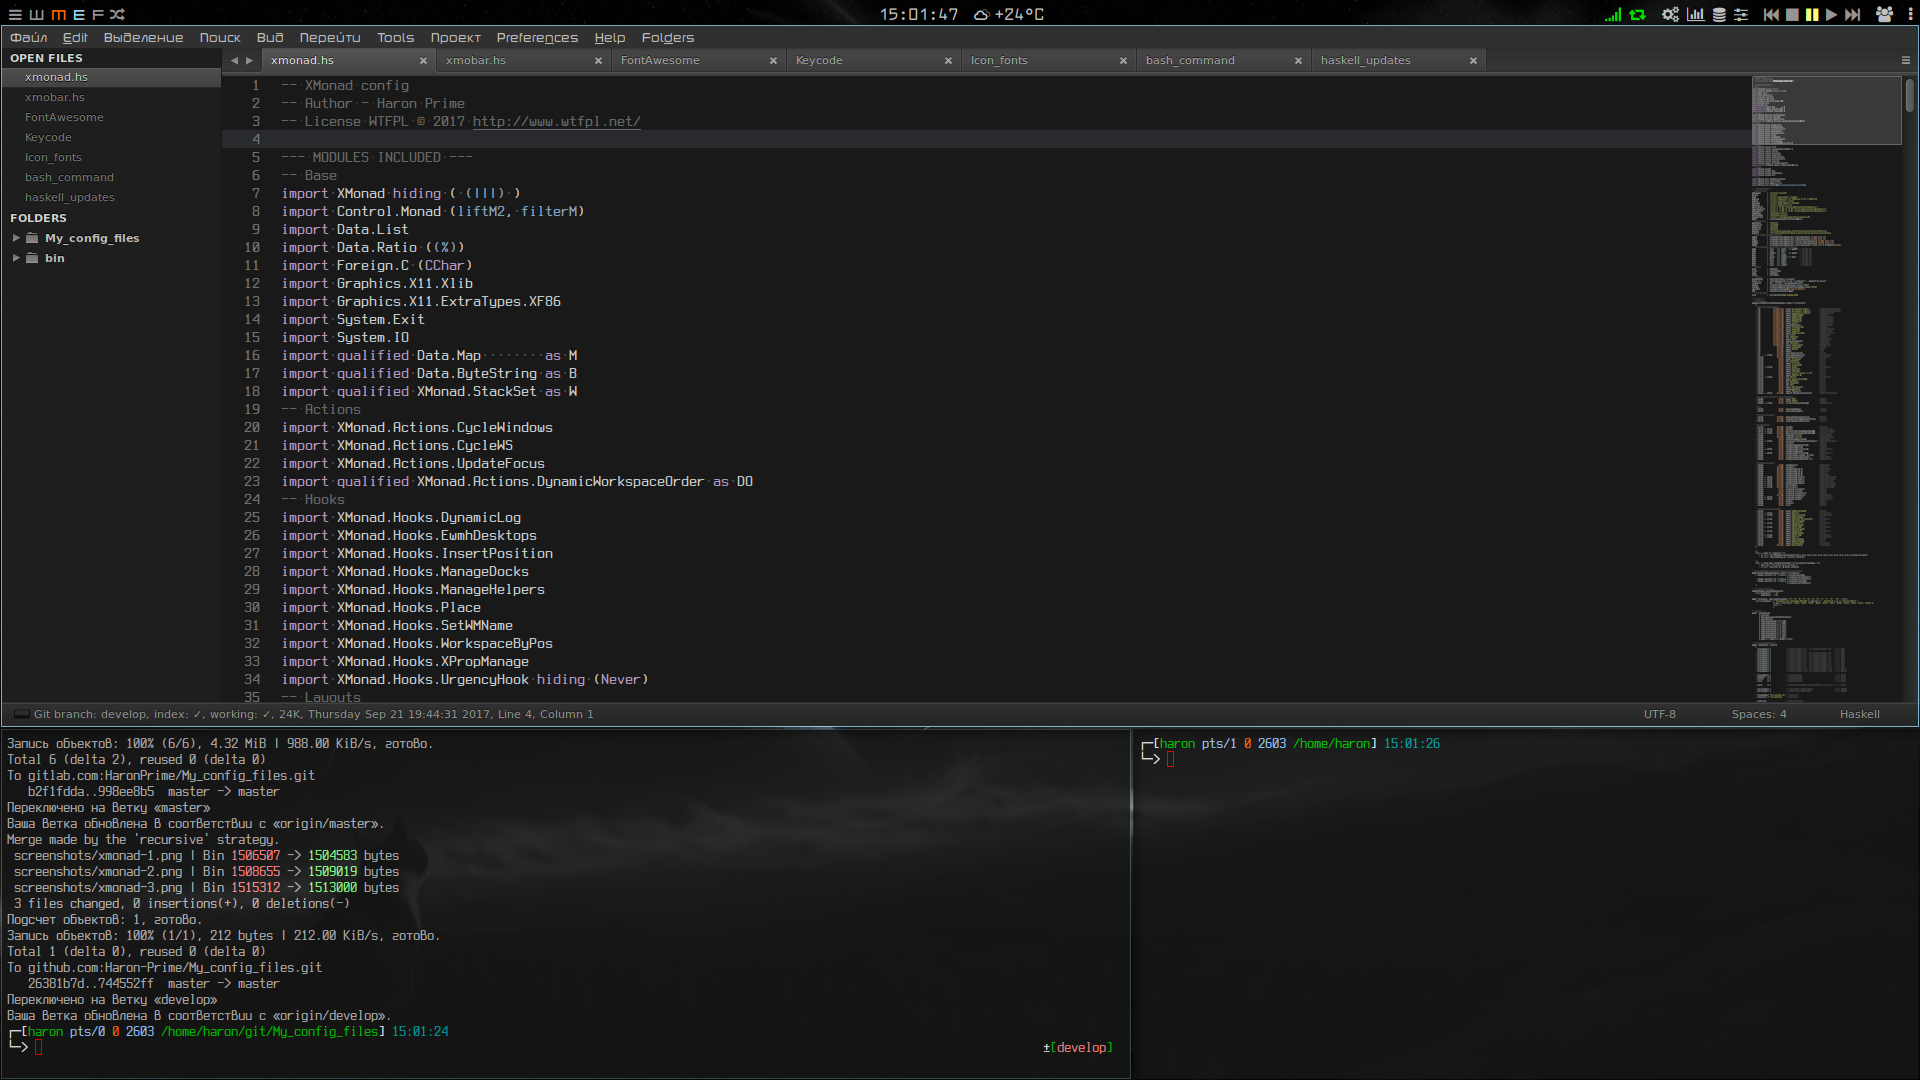 Ш m E F
15:01:47 +24°C
Файл Edit Выделение Поиск Вид Перейти Tools Проект Preferences Help Folders
OPEN FILES
xmonad.hs
xmobar.hs
FontAwesome
Keycode
Icon_fonts
bash_command
haskell_updates
FOLDERS
My_config_files
bin
xmonad.hs × xmobar.hs × FontAwesome × Keycode × Icon_fonts × bash_command × haskell_updates ×
1 -- XMonad config
2 -- Author - Haron Prime
3 -- License WTFPL © 2017 http://www.wtfpl.net/
4
5 --- MODULES INCLUDED ---
6 -- Base
7 import XMonad hiding ( (|||) )
8 import Control.Monad (liftM2, filterM)
9 import Data.List
10 import Data.Ratio ((%))
11 import Foreign.C (CChar)
12 import Graphics.X11.Xlib
13 import Graphics.X11.ExtraTypes.XF86
14 import System.Exit
15 import System.IO
16 import qualified Data.Map········as M
17 import qualified Data.ByteString as B
18 import qualified XMonad.StackSet as W
19 -- Actions
20 import XMonad.Actions.CycleWindows
21 import XMonad.Actions.CycleWS
22 import XMonad.Actions.UpdateFocus
23 import qualified XMonad.Actions.DynamicWorkspaceOrder as DO
24 -- Hooks
25 import XMonad.Hooks.DynamicLog
26 import XMonad.Hooks.EwmhDesktops
27 import XMonad.Hooks.InsertPosition
28 import XMonad.Hooks.ManageDocks
29 import XMonad.Hooks.ManageHelpers
30 import XMonad.Hooks.Place
31 import XMonad.Hooks.SetWMName
32 import XMonad.Hooks.WorkspaceByPos
33 import XMonad.Hooks.XPropManage
34 import XMonad.Hooks.UrgencyHook hiding (Never)
35 -- Layouts
Git branch: develop, index: ✓, working: ✓, 24K, Thursday Sep 21 19:44:31 2017, Line 4, Column 1 UTF-8 Spaces: 4 Haskell
Запись объектов: 100% (6/6), 4.32 MiB | 988.00 KiB/s, готово.
Total 6 (delta 2), reused 0 (delta 0)
To gitlab.com:HaronPrime/My_config_files.git
b2f1fdda..998ee8b5 master -> master
Переключено на ветку «master»
Ваша ветка обновлена в соответствии с «origin/master».
Merge made by the 'recursive' strategy.
screenshots/xmonad-1.png | Bin 1506507 -> 1504583 bytes
screenshots/xmonad-2.png | Bin 1508655 -> 1509019 bytes
screenshots/xmonad-3.png | Bin 1515312 -> 1513000 bytes
3 files changed, 0 insertions(+), 0 deletions(-)
Подсчет объектов: 1, готово.
Запись объектов: 100% (1/1), 212 bytes | 212.00 KiB/s, готово.
Total 1 (delta 0), reused 0 (delta 0)
To github.com:Haron-Prime/My_config_files.git
26381b7d..744552ff master -> master
Переключено на ветку «develop»
Ваша ветка обновлена в соответствии с «origin/develop».
┌─[haron pts/0 0 2603 /home/haron/git/My_config_files] 15:01:24
└─> ±[develop]
┌─[haron pts/1 0 2603 /home/haron] 15:01:26
└─>